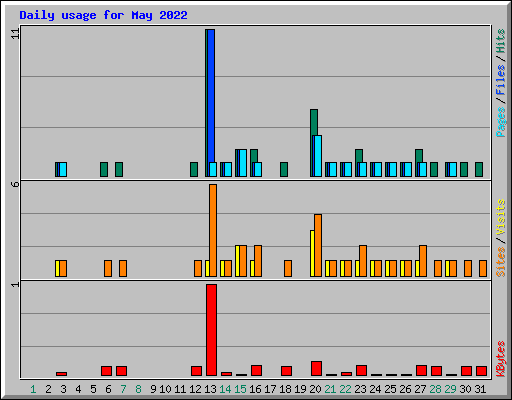 Daily usage for May 2022
11
6
1
Pages / Files / Hits
Sites / Visits
KBytes
1 2 3 4 5 6 7 8 9 10 11 12 13 14 15 16 17 18 19 20 21 22 23 24 25 26 27 28 29 30 31